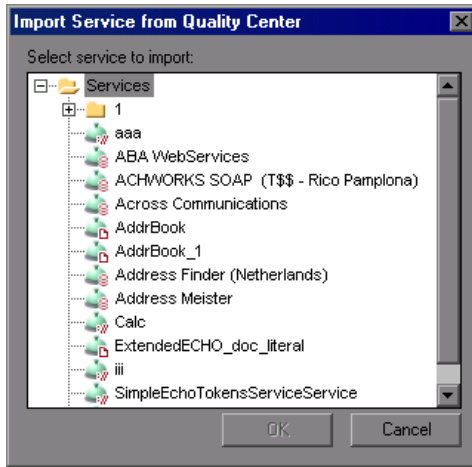 Import Service from Quality Center
Select service to import:
Services
1
aaa
ABA WebServices
ACHWORKS SOAP (T$$ - Rico Pamplona)
Across Communications
AddrBook
AddrBook_1
Address Finder (Netherlands)
Address Meister
Calc
ExtendedECHO_doc_literal
iii
SimpleEchoTokensServiceService
OK Cancel